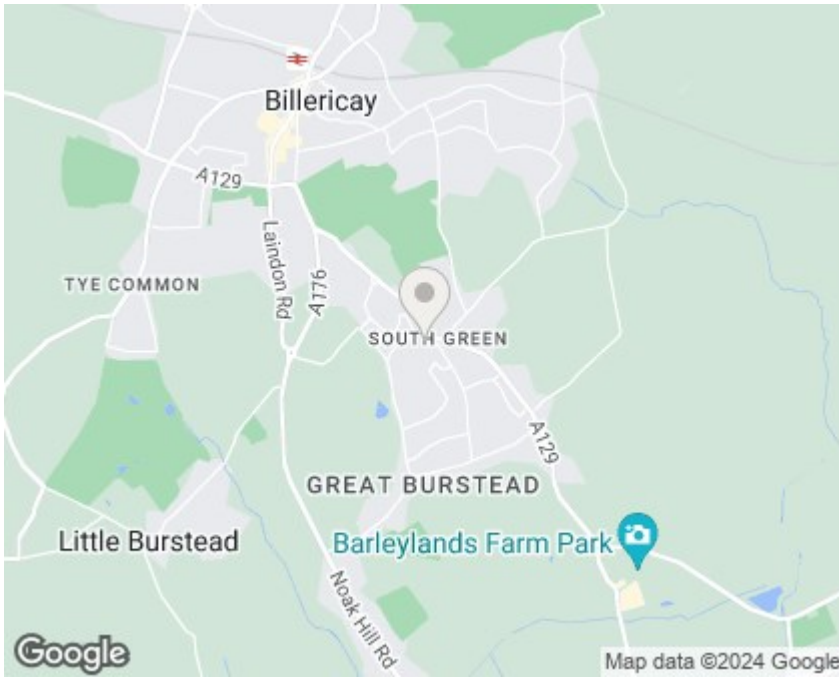 Billericay
A129
Laindon Rd
A176
TYE COMMON
SOUTH GREEN
A129
GREAT BURSTEAD
Little Burstead
Barleylands Farm Park
Noak Hill Rd
Google
Map data ©2024 Google